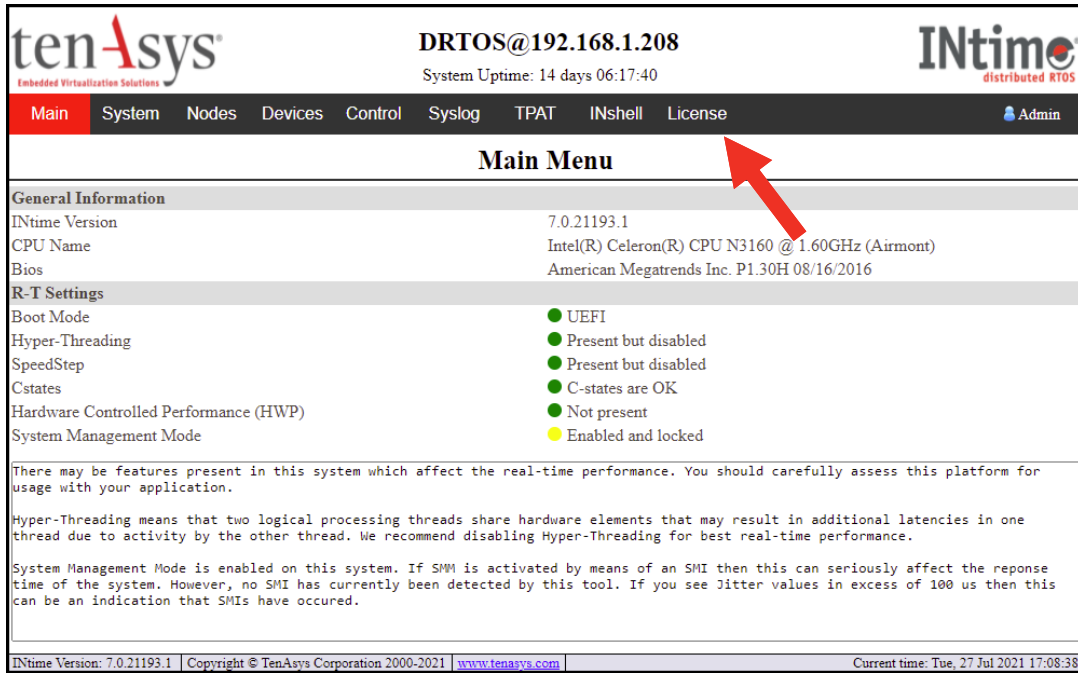 tenAsys
Embedded Virtualization Solutions
DRTOS@192.168.1.208
System Uptime: 14 days 06:17:40
INtime
distributed RTOS
Main System Nodes Devices Control Syslog TPAT INshell License Admin
Main Menu
General Information
INtime Version 7.0.21193.1
CPU Name Intel(R) Celeron(R) CPU N3160 @ 1.60GHz (Airmont)
Bios American Megatrends Inc. P1.30H 08/16/2016
R-T Settings
Boot Mode UEFI
Hyper-Threading Present but disabled
SpeedStep Present but disabled
Cstates C-states are OK
Hardware Controlled Performance (HWP) Not present
System Management Mode Enabled and locked
There may be features present in this system which affect the real-time performance. You should carefully assess this platform for
usage with your application.
Hyper-Threading means that two logical processing threads share hardware elements that may result in additional latencies in one
thread due to activity by the other thread. We recommend disabling Hyper-Threading for best real-time performance.
System Management Mode is enabled on this system. If SMM is activated by means of an SMI then this can seriously affect the reponse
time of the system. However, no SMI has currently been detected by this tool. If you see Jitter values in excess of 100 us then this
can be an indication that SMIs have occured.
INtime Version: 7.0.21193.1 Copyright © TenAsys Corporation 2000-2021 www.tenasys.com Current time: Tue, 27 Jul 2021 17:08:38